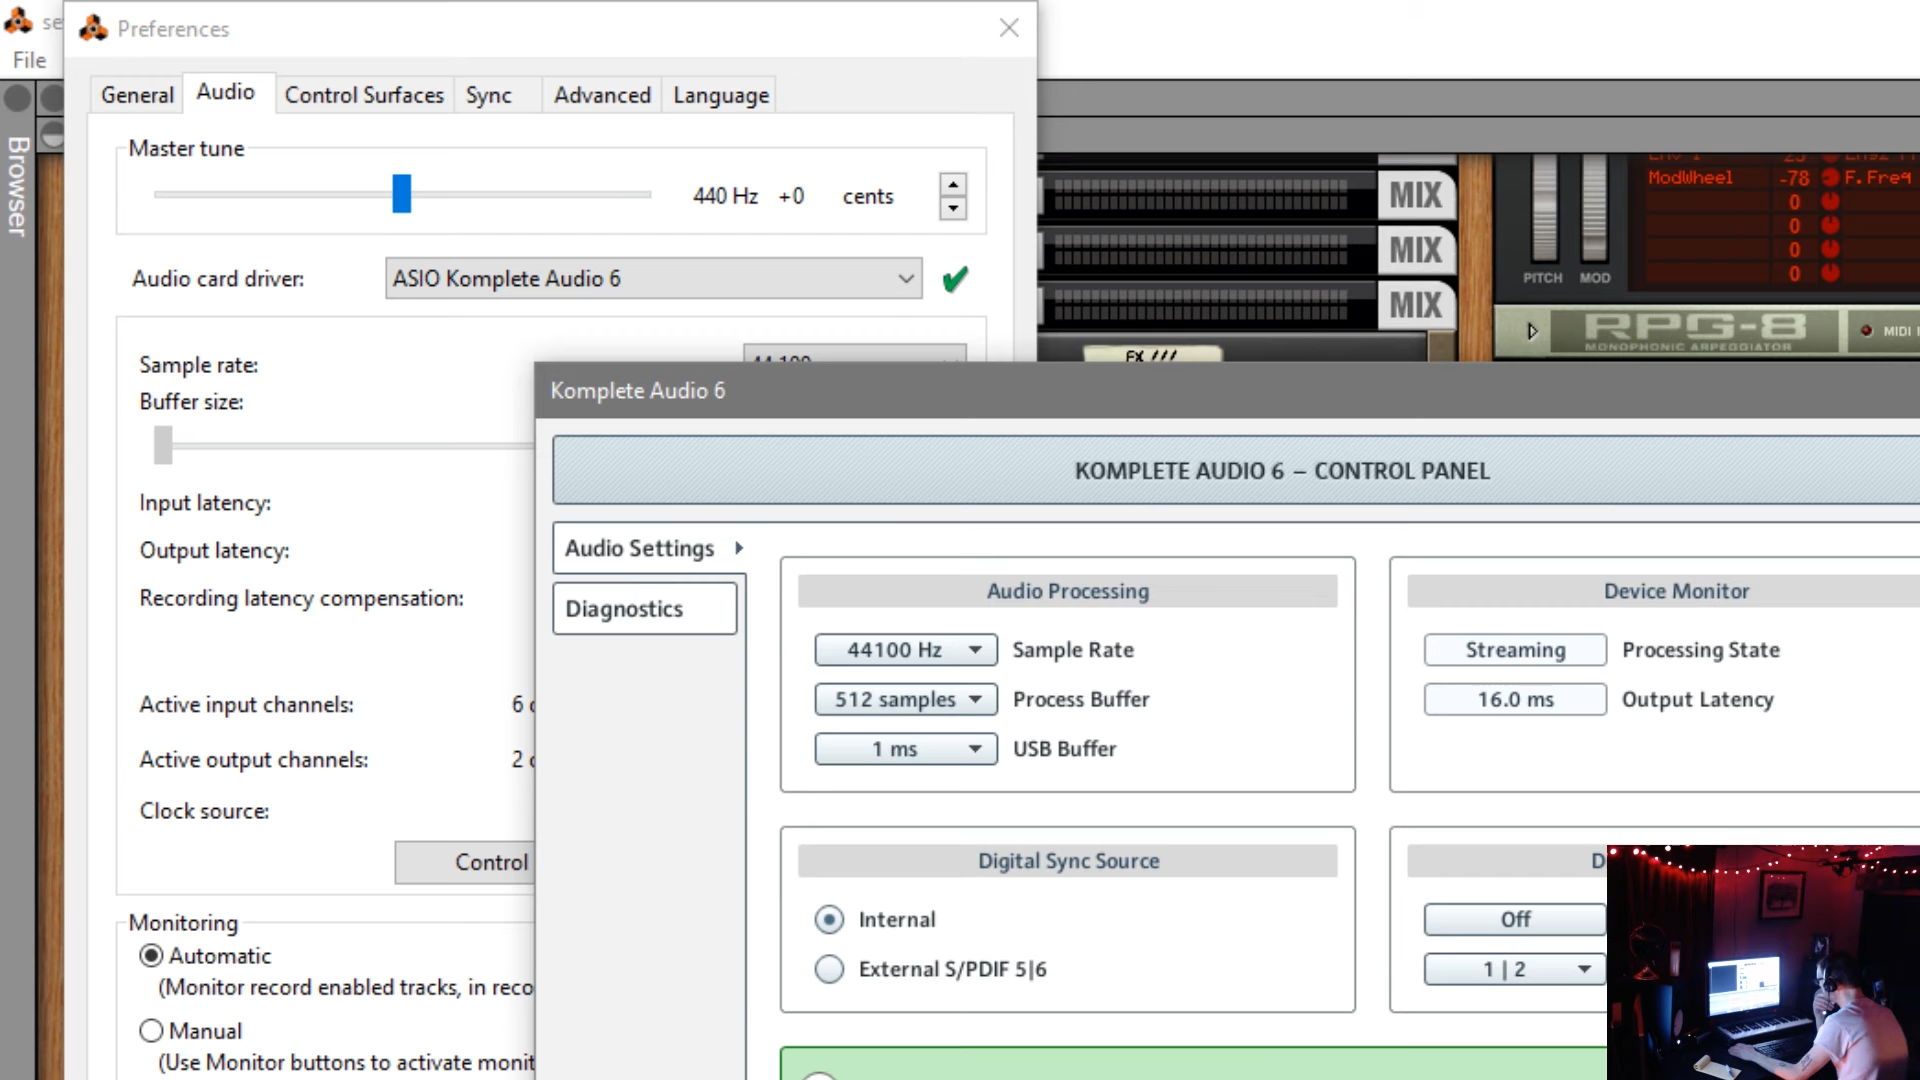 se
Preferences
File
General
Audio
Control Surfaces
Sync
Advanced
Language
Browser
Master tune
440 Hz +0 cents
Audio card driver:
ASIO Komplete Audio 6
Sample rate:
44,100
Buffer size:
Input latency:
Output latency:
Recording latency compensation:
Active input channels: 6
Active output channels: 2
Clock source:
Control
Monitoring
Automatic
(Monitor record enabled tracks, in reco
Manual
(Use Monitor buttons to activate monit
MIX
MIX
MIX
FX ///
ModWheel -78 F.Freq
0
0
0
0
PITCH
MOD
RPG-8
MONOPHONIC ARPEGGIATOR
MIDI
Komplete Audio 6
KOMPLETE AUDIO 6 – CONTROL PANEL
Audio Settings
Diagnostics
Audio Processing
44100 Hz Sample Rate
512 samples Process Buffer
1 ms USB Buffer
Device Monitor
Streaming Processing State
16.0 ms Output Latency
Digital Sync Source
Internal
External S/PDIF 5|6
D
Off
1 | 2